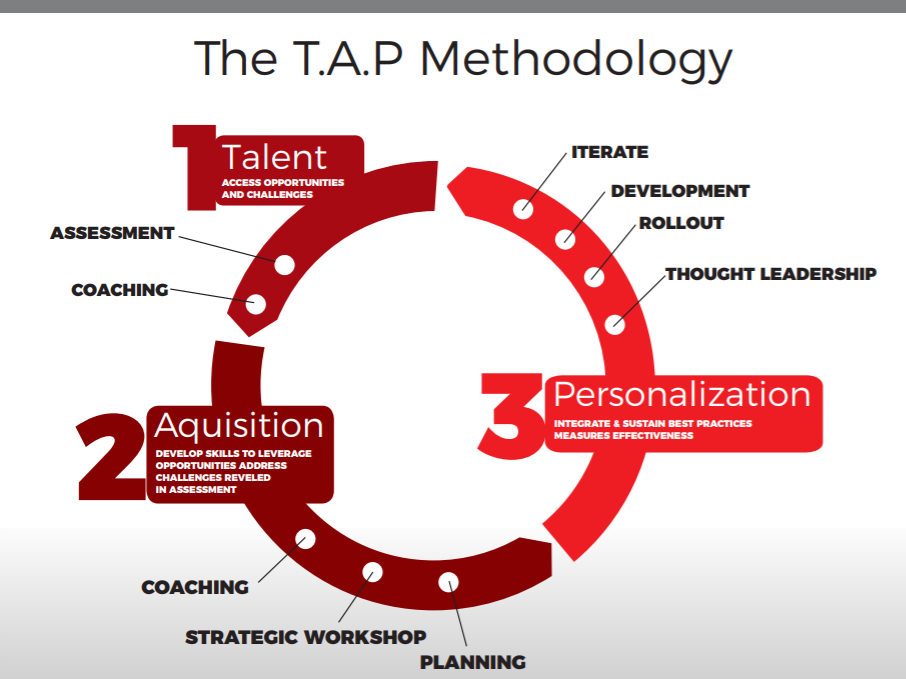 The T.A.P Methodology
1
Talent
ACCESS OPPORTUNITIES
AND CHALLENGES
ASSESSMENT
COACHING
2
Aquisition
DEVELOP SKILLS TO LEVERAGE
OPPORTUNITIES ADDRESS
CHALLENGES REVELED
IN ASSESSMENT
COACHING
STRATEGIC WORKSHOP
PLANNING
3
Personalization
INTEGRATE & SUSTAIN BEST PRACTICES
MEASURES EFFECTIVENESS
ITERATE
DEVELOPMENT
ROLLOUT
THOUGHT LEADERSHIP